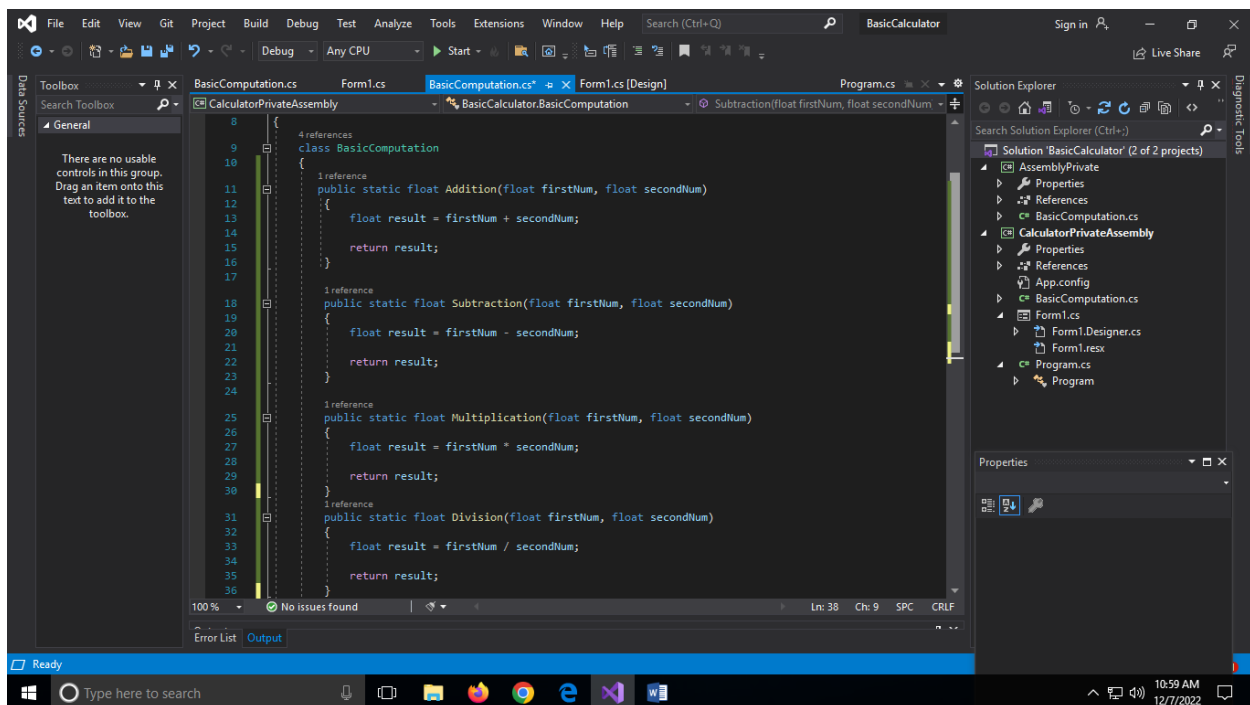 File Edit View Git Project Build Debug Test Analyze Tools Extensions Window Help Search (Ctrl+Q) BasicCalculator Sign in
Debug Any CPU Start Live Share
Data Sources
Toolbox
Search Toolbox
General
There are no usable
controls in this group.
Drag an item onto this
text to add it to the
toolbox.
BasicComputation.cs Form1.cs BasicComputation.cs* Form1.cs [Design] Program.cs
CalculatorPrivateAssembly BasicCalculator.BasicComputation Subtraction(float firstNum, float secondNum
8 {
4 references
9 class BasicComputation
10 {
1 reference
11 public static float Addition(float firstNum, float secondNum)
12 {
13 float result = firstNum + secondNum;
14
15 return result;
16 }
17
1 reference
18 public static float Subtraction(float firstNum, float secondNum)
19 {
20 float result = firstNum - secondNum;
21
22 return result;
23 }
24
1 reference
25 public static float Multiplication(float firstNum, float secondNum)
26 {
27 float result = firstNum * secondNum;
28
29 return result;
30 }
1 reference
31 public static float Division(float firstNum, float secondNum)
32 {
33 float result = firstNum / secondNum;
34
35 return result;
36 }
100 % No issues found Ln: 38 Ch: 9 SPC CRLF
Error List Output
Solution Explorer
Search Solution Explorer (Ctrl+;)
Solution 'BasicCalculator' (2 of 2 projects)
C# AssemblyPrivate
Properties
References
C# BasicComputation.cs
C# CalculatorPrivateAssembly
Properties
References
App.config
C# BasicComputation.cs
Form1.cs
Form1.Designer.cs
Form1.resx
C# Program.cs
Program
Properties
Diagnostic Tools
Ready
Type here to search
10:59 AM
12/7/2022